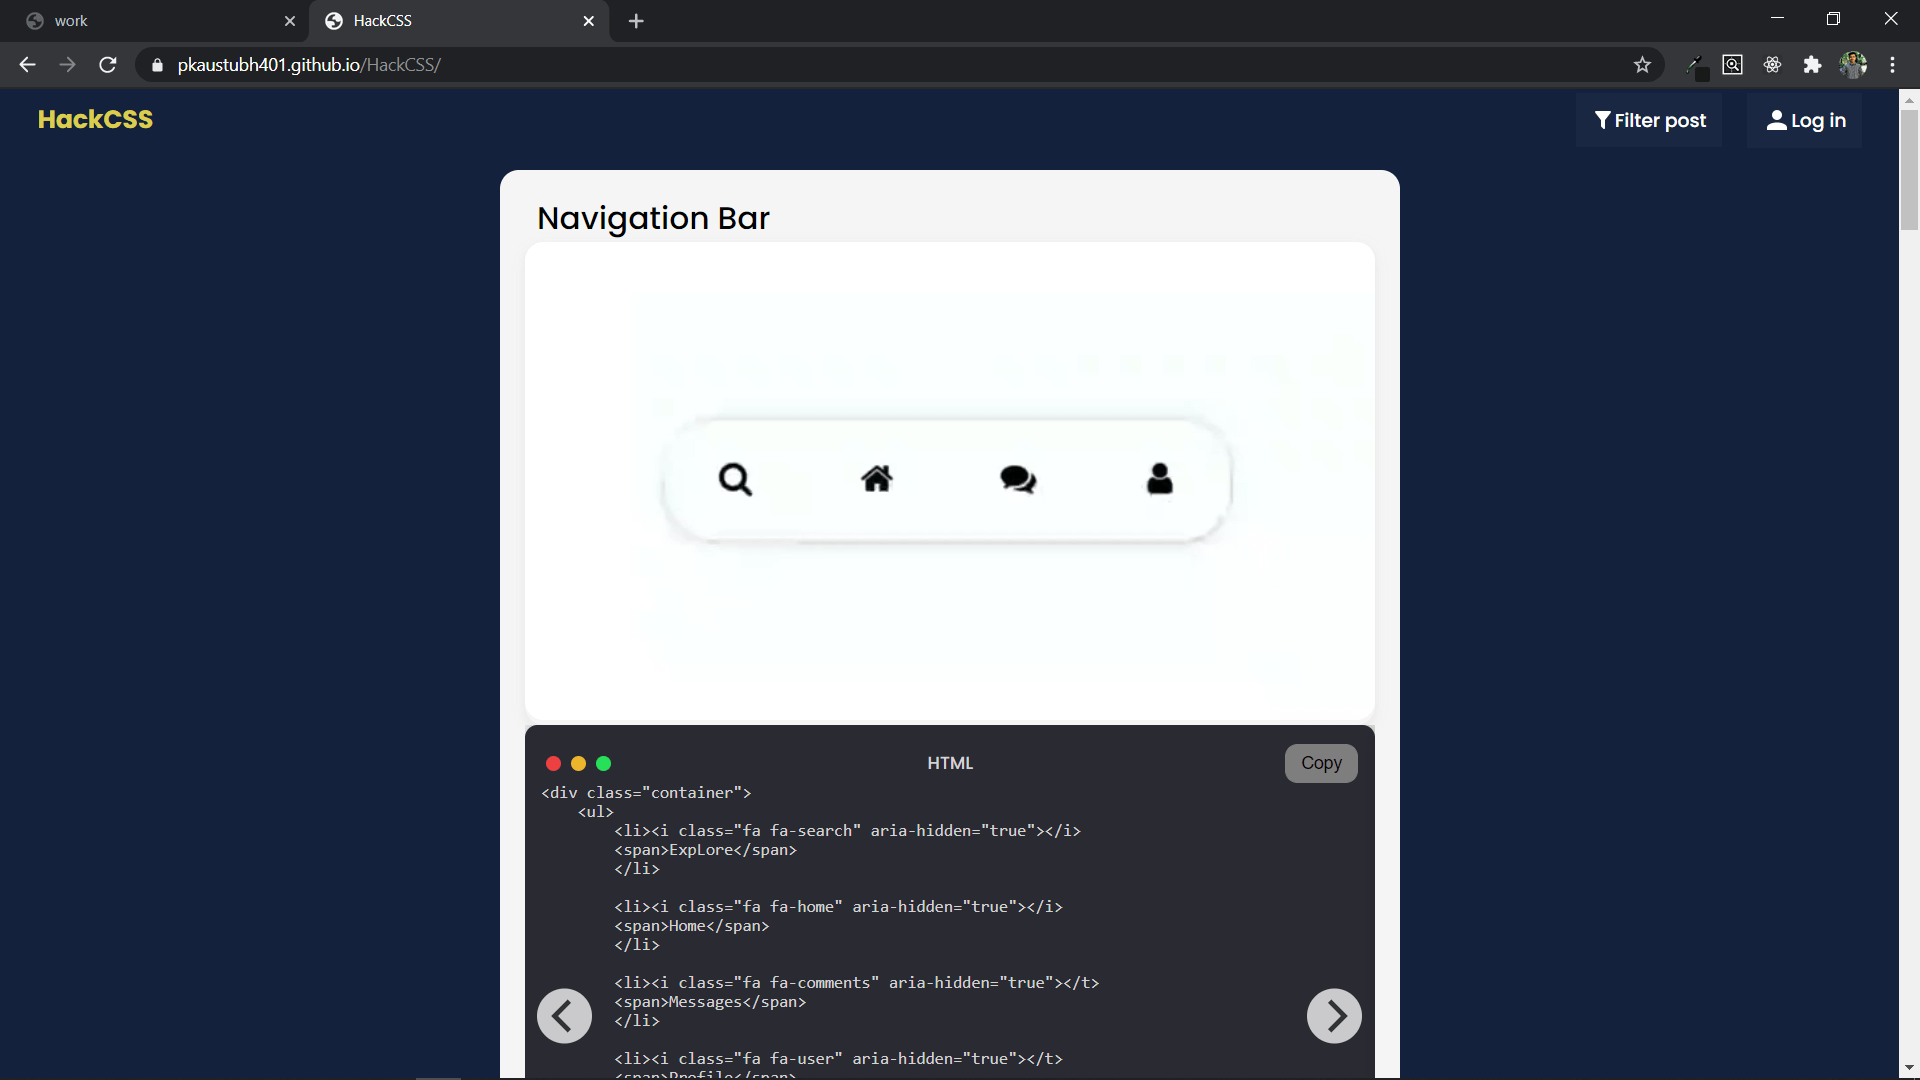 work
HackCSS
pkaustubh401.github.io/HackCSS/
HackCSS
Filter post
Log in
Navigation Bar
HTML
Copy
<div class="container">
    <ul>
        <li><i class="fa fa-search" aria-hidden="true"></i>
        <span>ExpLore</span>
        </li>
        <li><i class="fa fa-home" aria-hidden="true"></i>
        <span>Home</span>
        </li>
        <li><i class="fa fa-comments" aria-hidden="true"></t>
        <span>Messages</span>
        </li>
        <li><i class="fa fa-user" aria-hidden="true"></t>
        <span>Profile</span>